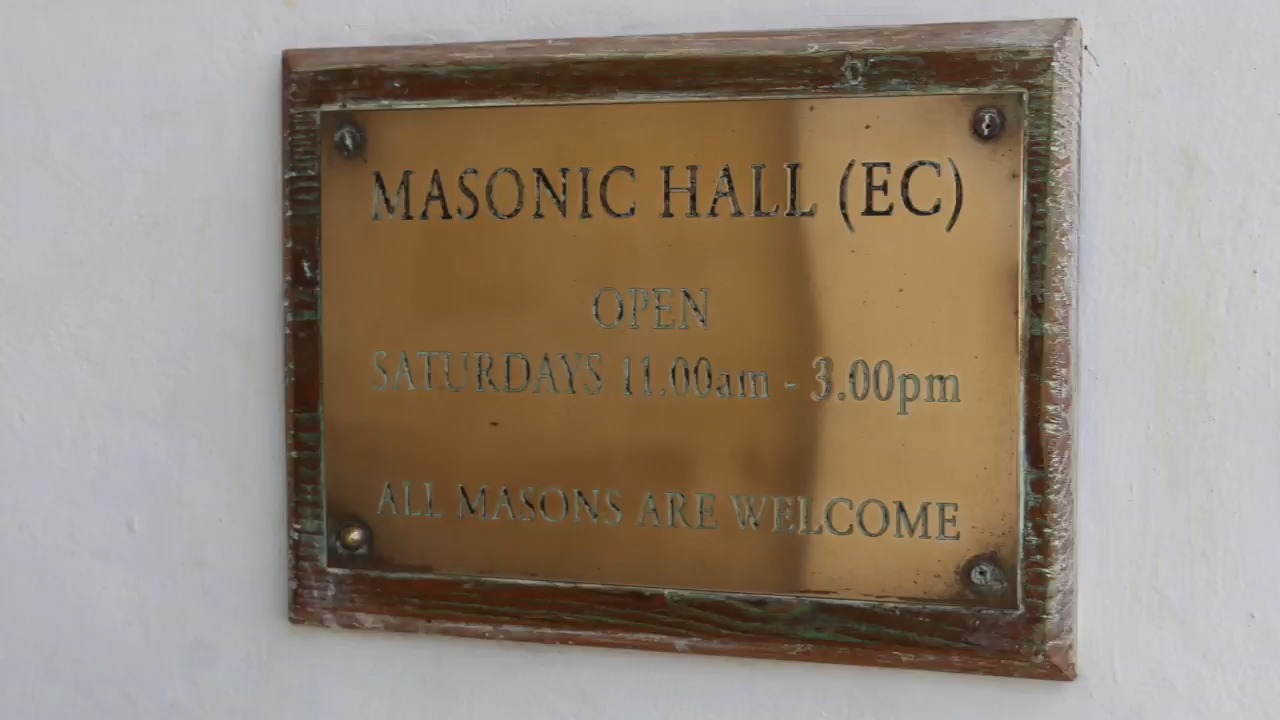 MASONIC HALL (EC)
OPEN
SATURDAYS 11.00am - 3.00pm
ALL MASONS ARE WELCOME